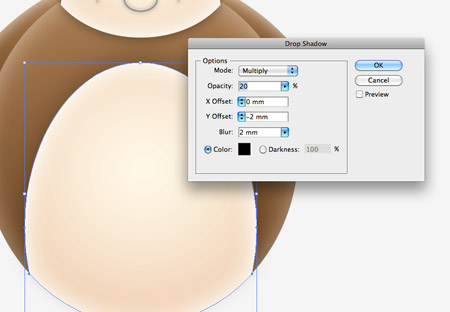 Drop Shadow
Options
Mode: Multiply
Opacity: 20 %
X Offset: 0 mm
Y Offset: -2 mm
Blur: 2 mm
Color: Darkness: 100 %
OK
Cancel
Preview